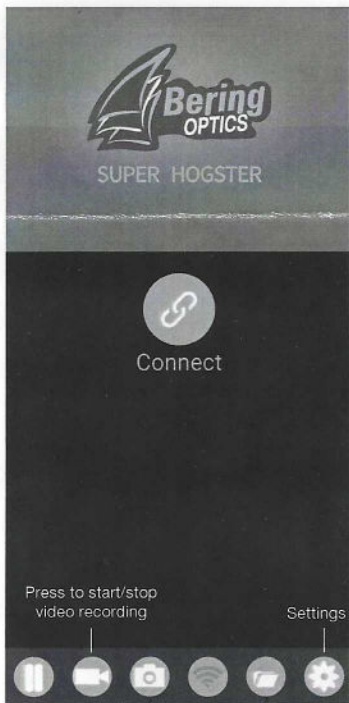 Bering
OPTICS
SUPER HOGSTER
Connect
Press to start/stop
video recording
Settings